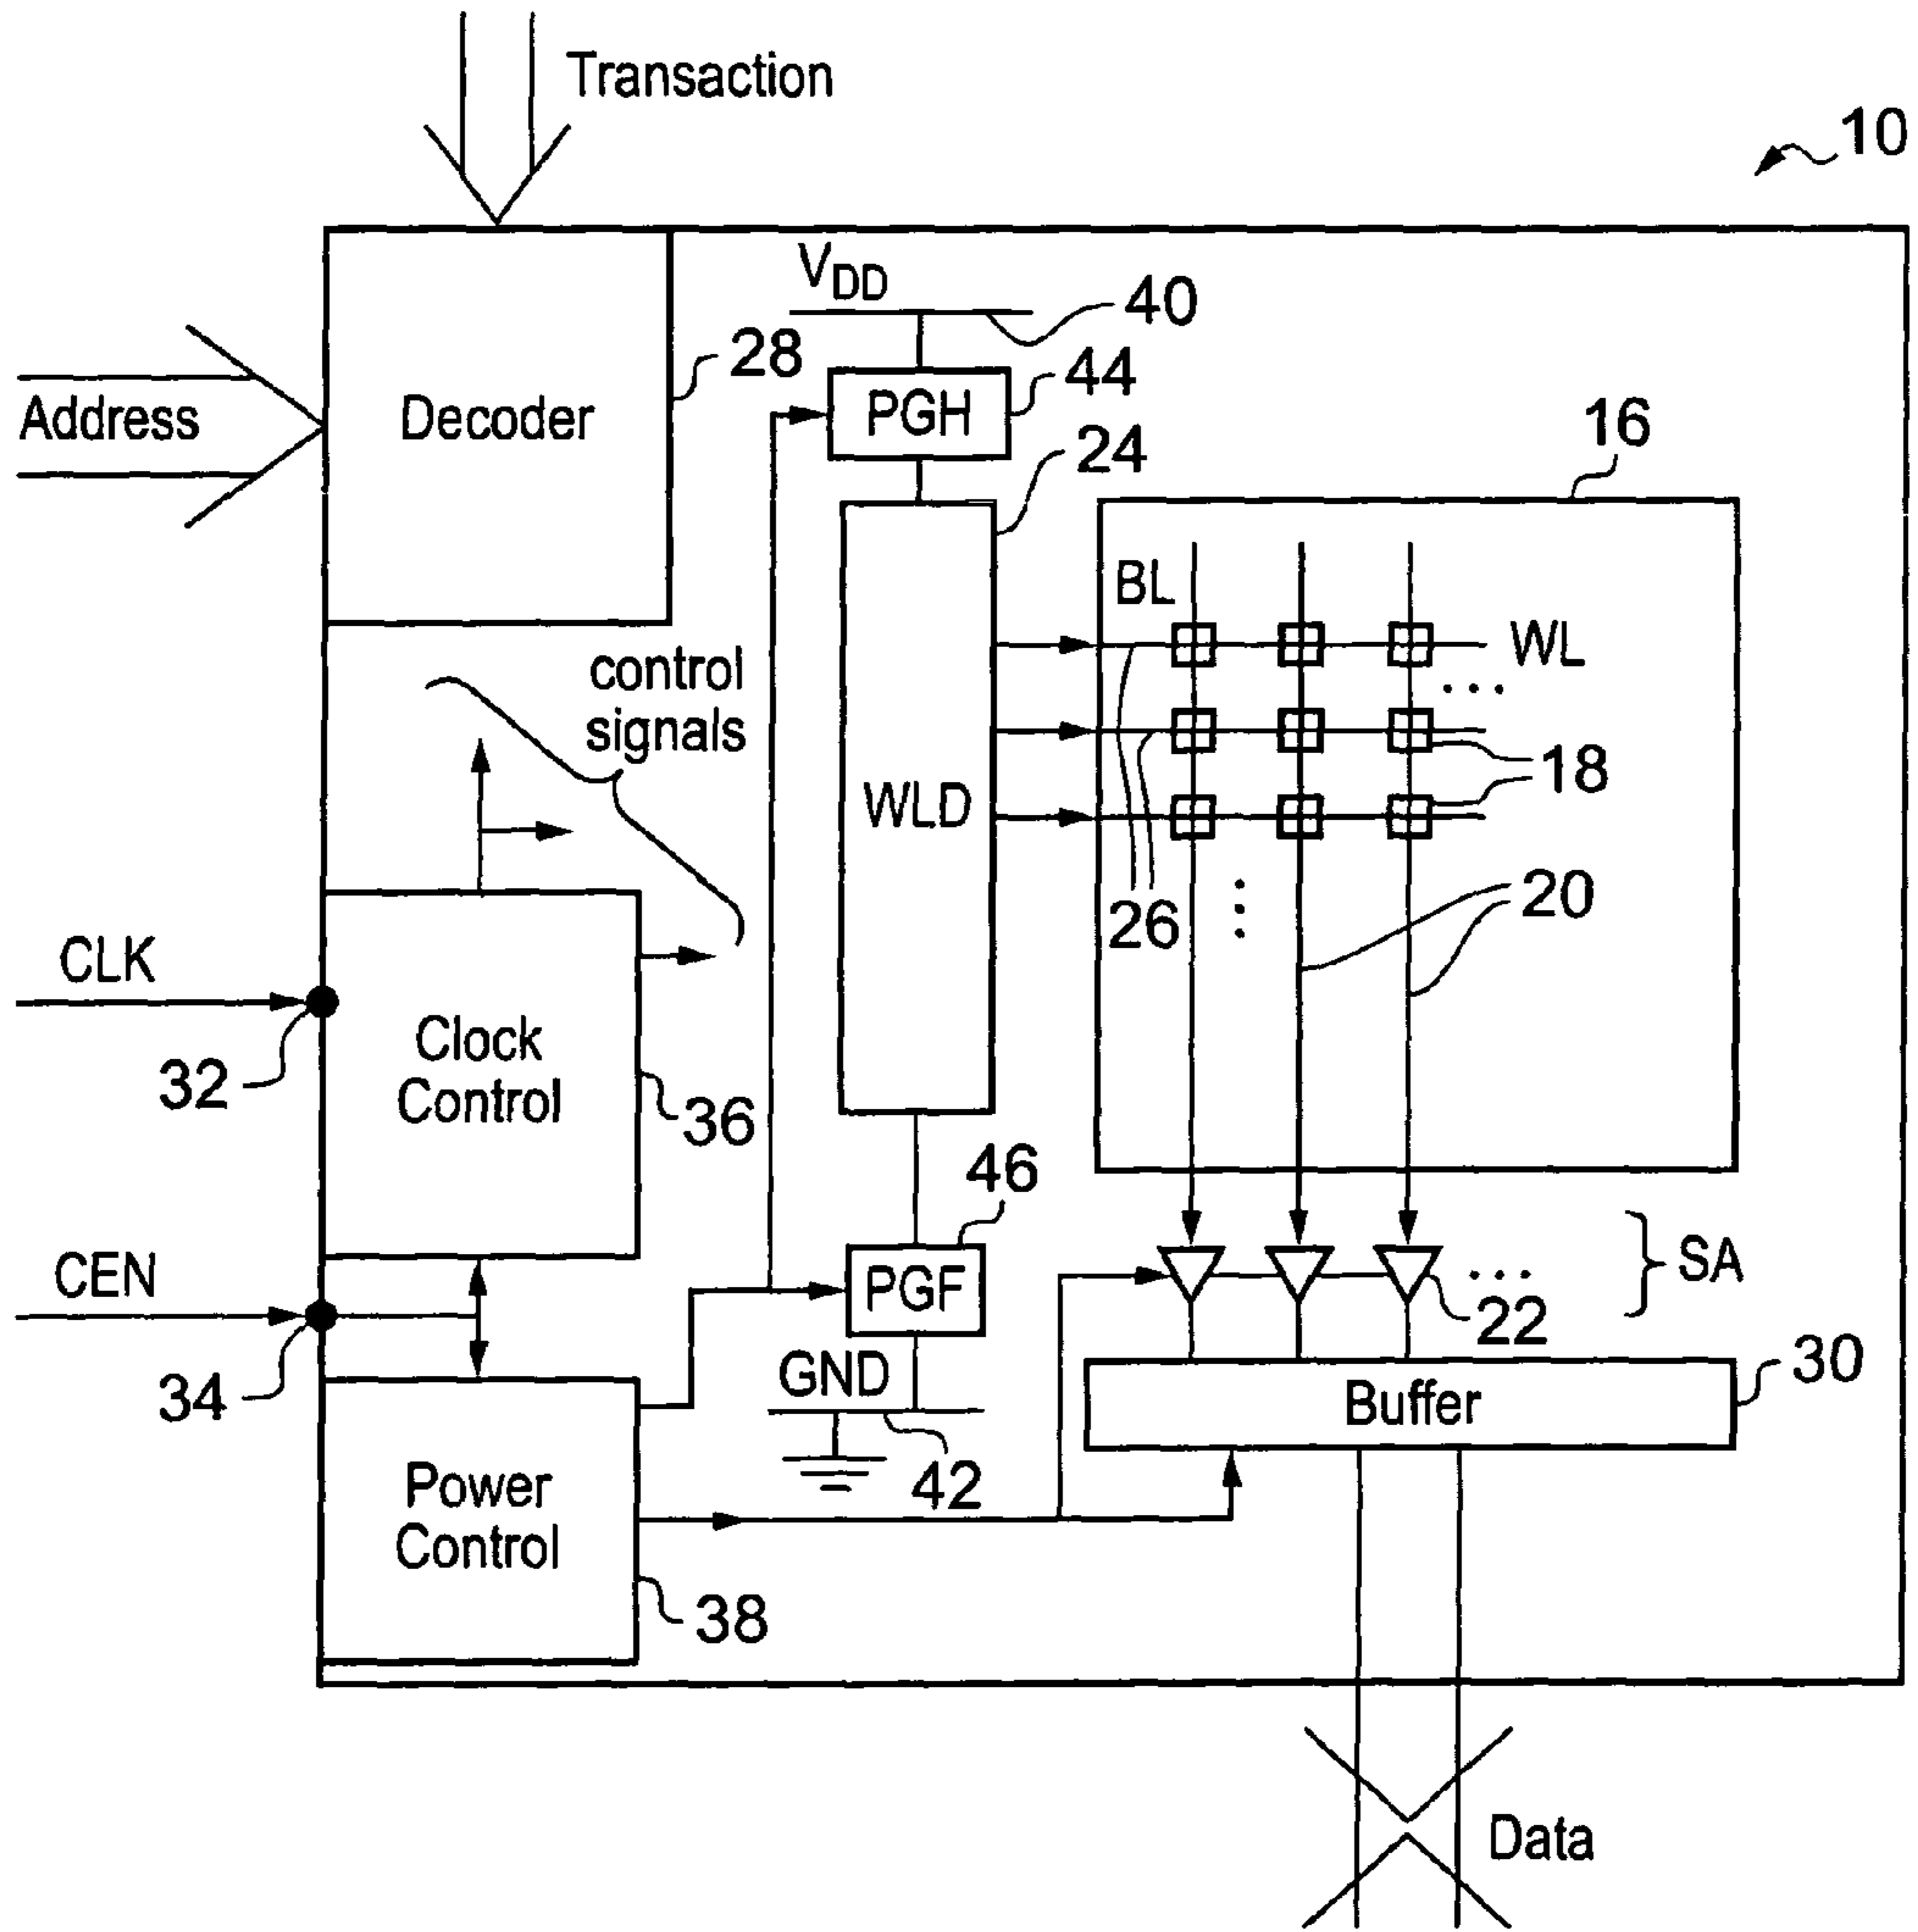 Transaction
10
V_DD
40
28
44
Address
Decoder
PGH
24
16
BL
WL
...
control
signals
18
WLD
20
26
CLK
Clock
Control
32
36
46
CEN
PGF
SA
...
22
34
GND
Buffer
30
42
Power
Control
38
Data